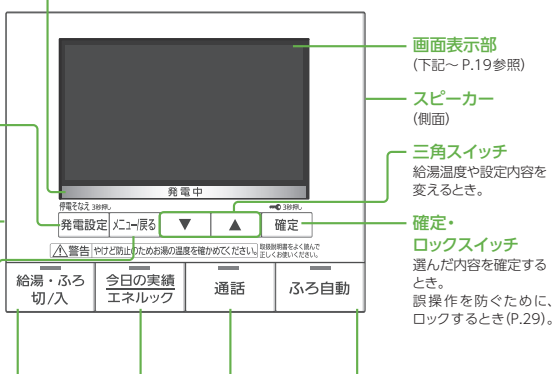 発電中
停電そなえ 3秒押し
3秒押し
発電設定
メニュー/戻る
▼
▲
確定
警告 やけど防止のためお湯の温度を確かめてください。
取扱説明書をよく読んで
正しくお使いください。
給湯・ふろ
切/入
今日の実績
エネルック
通話
ふろ自動
画面表示部
(下記～ P.19参照)
スピーカー
(側面)
三角スイッチ
給湯温度や設定内容を
変えるとき。
確定・
ロックスイッチ
選んだ内容を確定する
とき。
誤操作を防ぐために、
ロックするとき(P.29)。